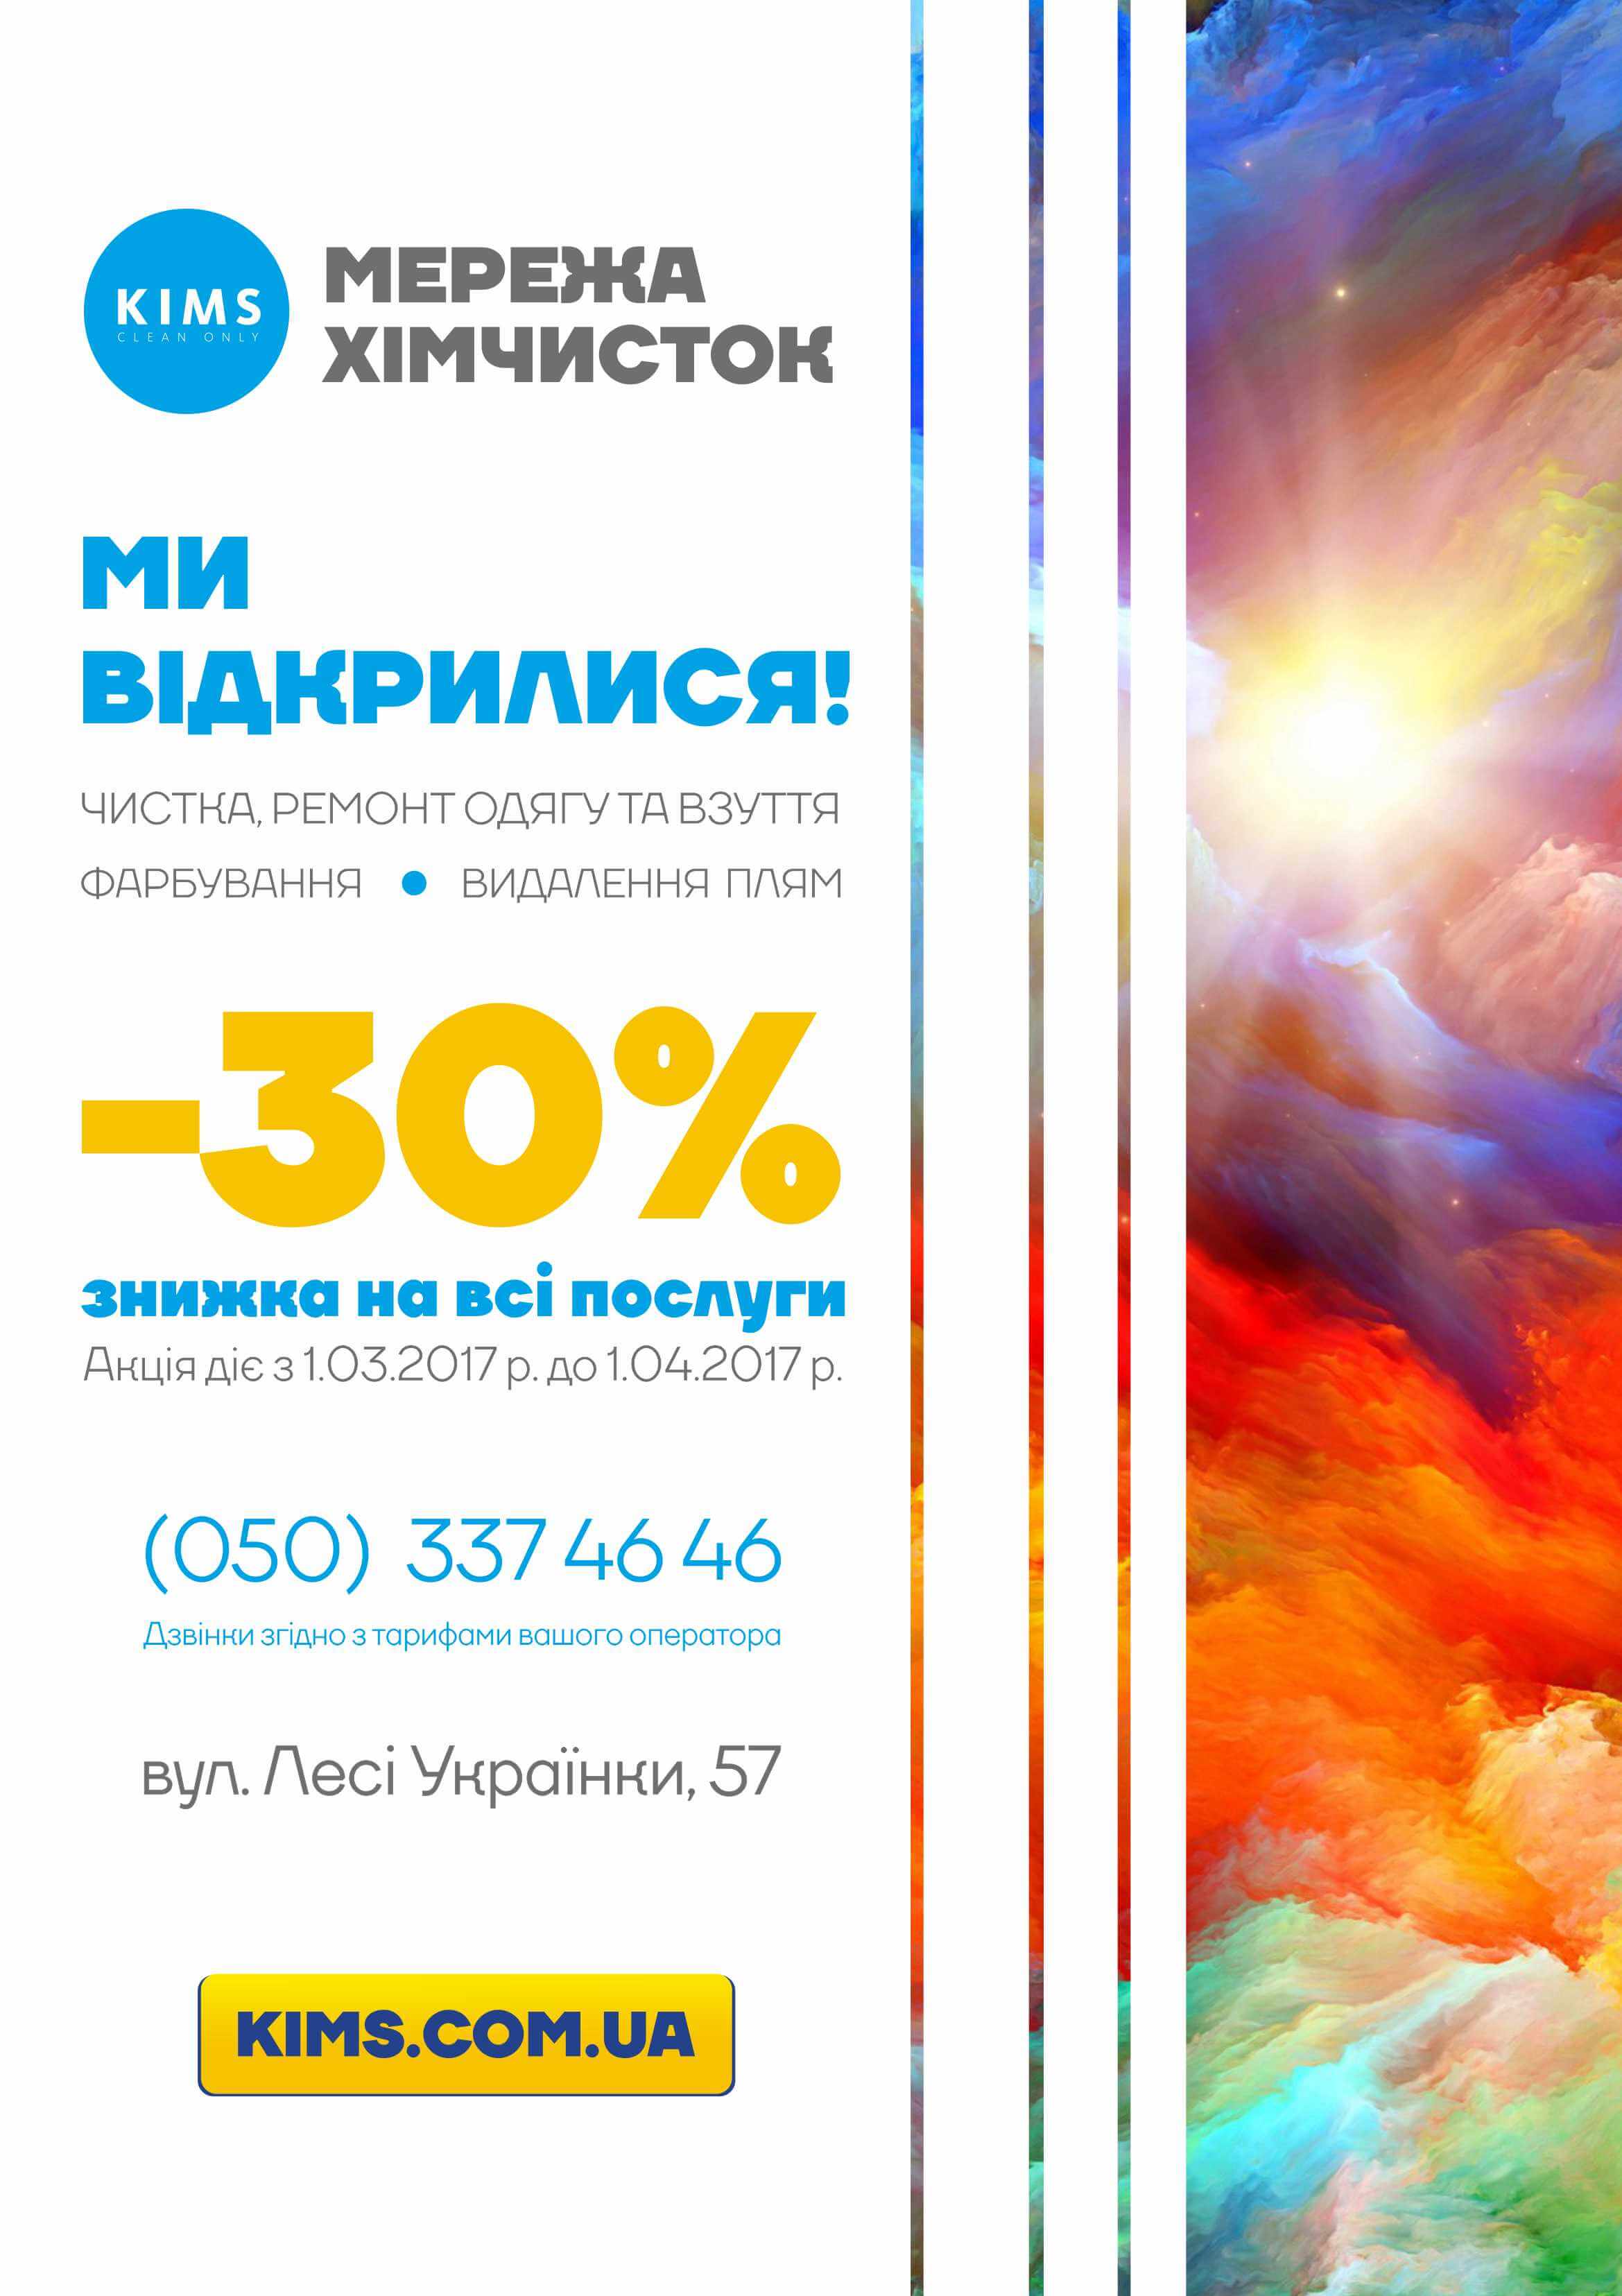 KIMS
CLEAN ONLY
МЕРЕЖА
ХІМЧИСТОК
МИ
ВІДКРИЛИСЯ!
ЧИСТКА, РЕМОНТ ОДЯГУ ТА ВЗУТТЯ
ФАРБУВАННЯ • ВИДАЛЕННЯ ПЛЯМ
-30%
знижка на всі послуги
Акція діє з 1.03.2017 р. до 1.04.2017 р.
(050) 337 46 46
Дзвінки згідно з тарифами вашого оператора
вул. Лесі Українки, 57
KIMS.COM.UA